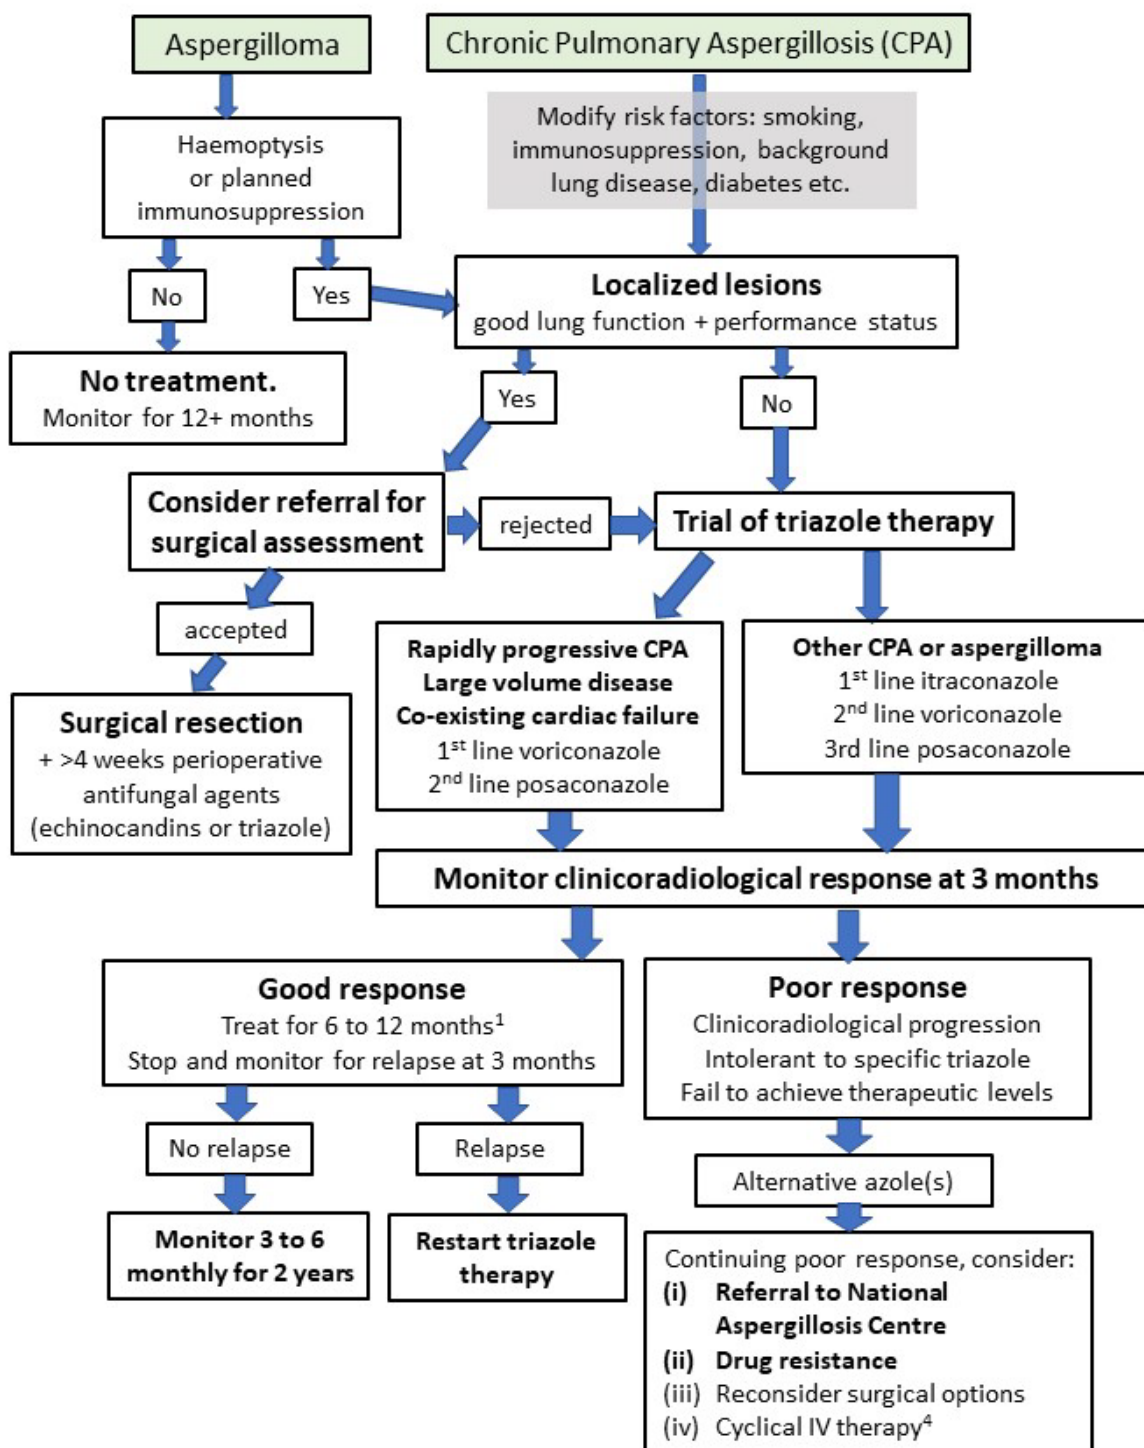 Aspergilloma
Chronic Pulmonary Aspergillosis (CPA)
Modify risk factors: smoking,
immunosuppression, background
lung disease, diabetes etc.
Haemoptysis
or planned
immunosuppression
No
Yes
Localized lesions
good lung function + performance status
No treatment.
Monitor for 12+ months
Yes
No
Consider referral for
surgical assessment
rejected
Trial of triazole therapy
accepted
Surgical resection
+ >4 weeks perioperative
antifungal agents
(echinocandins or triazole)
Rapidly progressive CPA
Large volume disease
Co-existing cardiac failure
1st line voriconazole
2nd line posaconazole
Other CPA or aspergilloma
1st line itraconazole
2nd line voriconazole
3rd line posaconazole
Monitor clinicoradiological response at 3 months
Good response
Treat for 6 to 12 months1
Stop and monitor for relapse at 3 months
Poor response
Clinicoradiological progression
Intolerant to specific triazole
Fail to achieve therapeutic levels
No relapse
Relapse
Alternative azole(s)
Monitor 3 to 6
monthly for 2 years
Restart triazole
therapy
Continuing poor response, consider:
(i) Referral to National
Aspergillosis Centre
(ii) Drug resistance
(iii) Reconsider surgical options
(iv) Cyclical IV therapy4